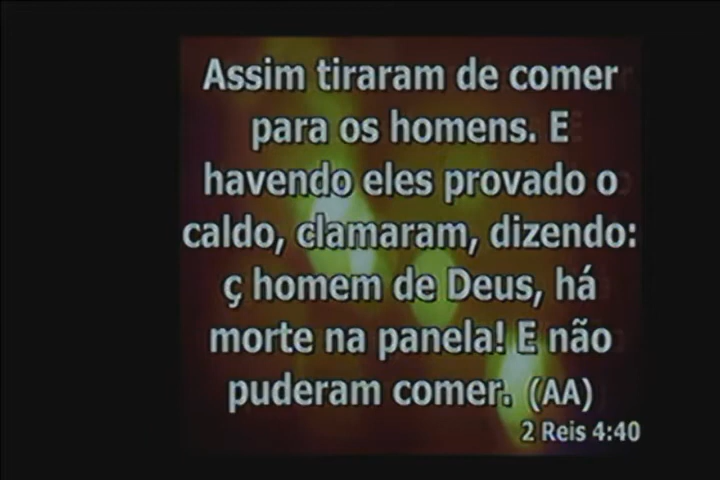 Assim tiraram de comer
para os homens. E
havendo eles provado o
caldo, clamaram, dizendo:
ç homem de Deus, há
morte na panela! E não
puderam comer. (AA)
2 Reis 4:40